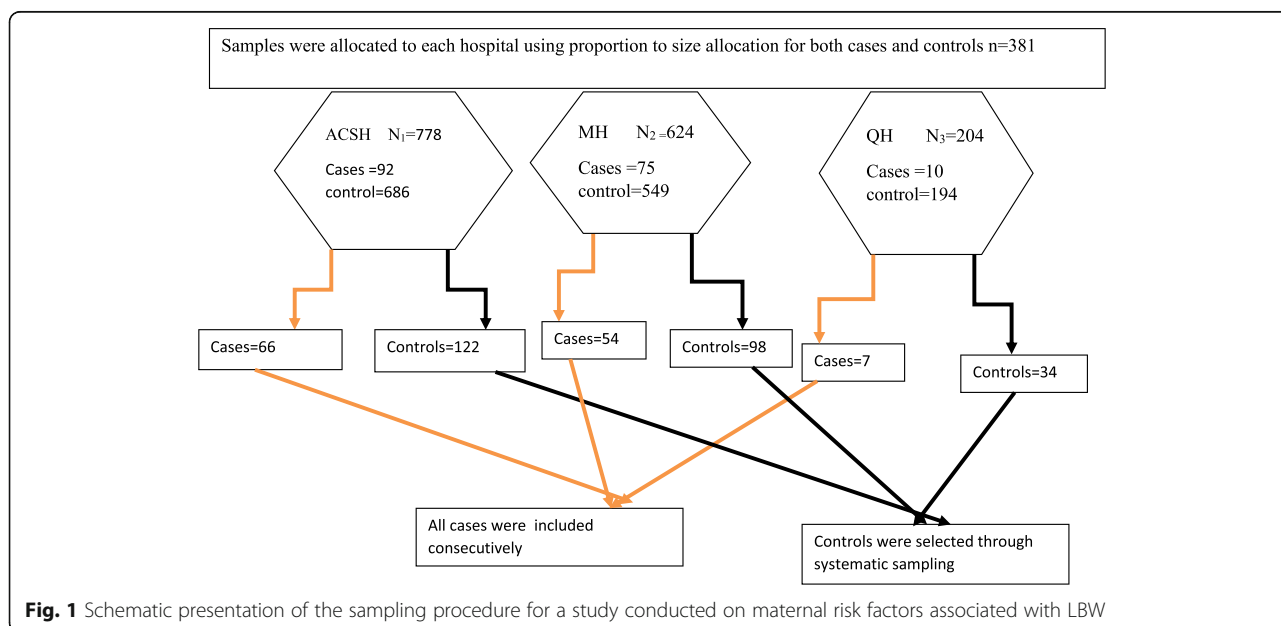 Samples were allocated to each hospital using proportion to size allocation for both cases and controls n=381
ACSH N₁=778
Cases =92
control=686
MH N₂ =624
Cases =75
control=549
QH N₃=204
Cases =10
control=194
Cases=66
Controls=122
Cases=54
Controls=98
Cases=7
Controls=34
All cases were included
consecutively
Controls were selected through
systematic sampling
Fig. 1 Schematic presentation of the sampling procedure for a study conducted on maternal risk factors associated with LBW